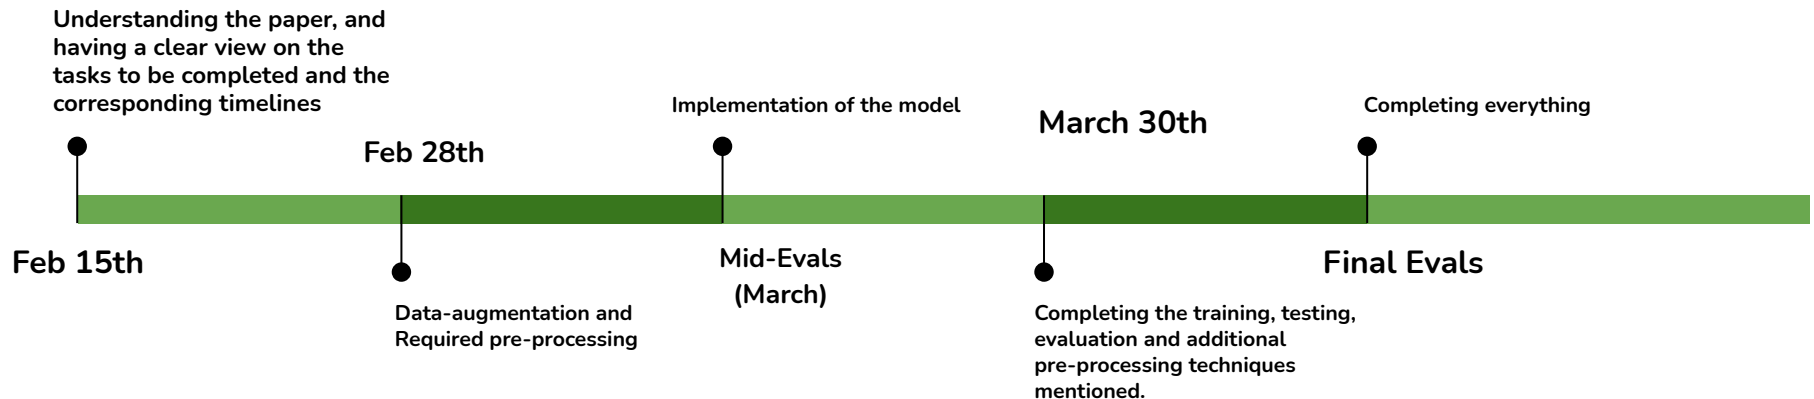 Understanding the paper, and
having a clear view on the
tasks to be completed and the
corresponding timelines
Feb 15th
Feb 28th
Data-augmentation and
Required pre-processing
Implementation of the model
Mid-Evals
(March)
March 30th
Completing the training, testing,
evaluation and additional
pre-processing techniques
mentioned.
Completing everything
Final Evals